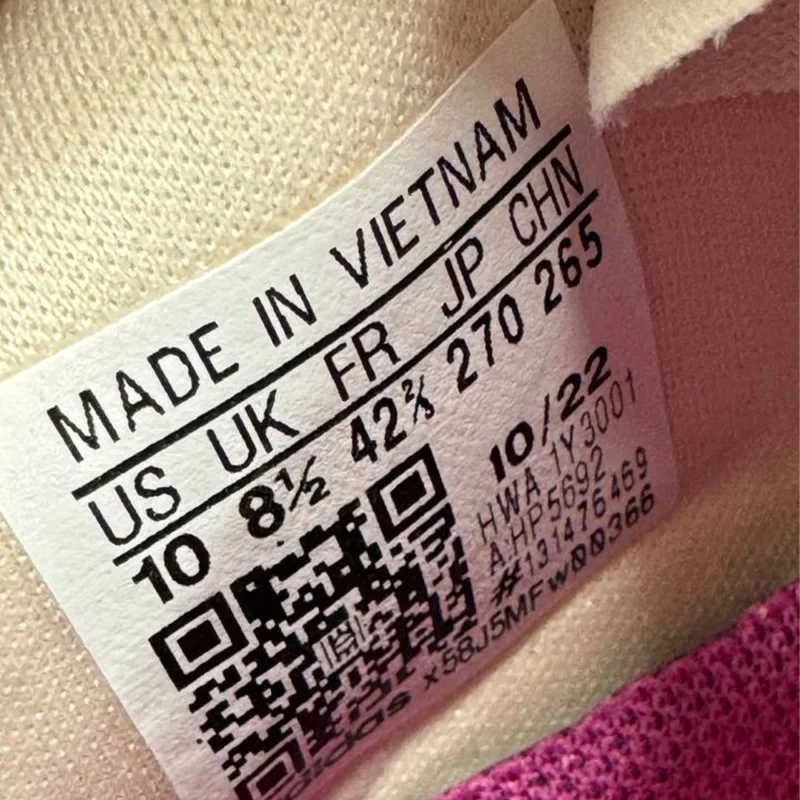 MADE IN VIETNAM
US UK FR JP CHN
10 8½ 42⅔ 270 265
10/22
HWA 1Y3001
A.HP5692
#131476469
x58J5MFw00366
adidas